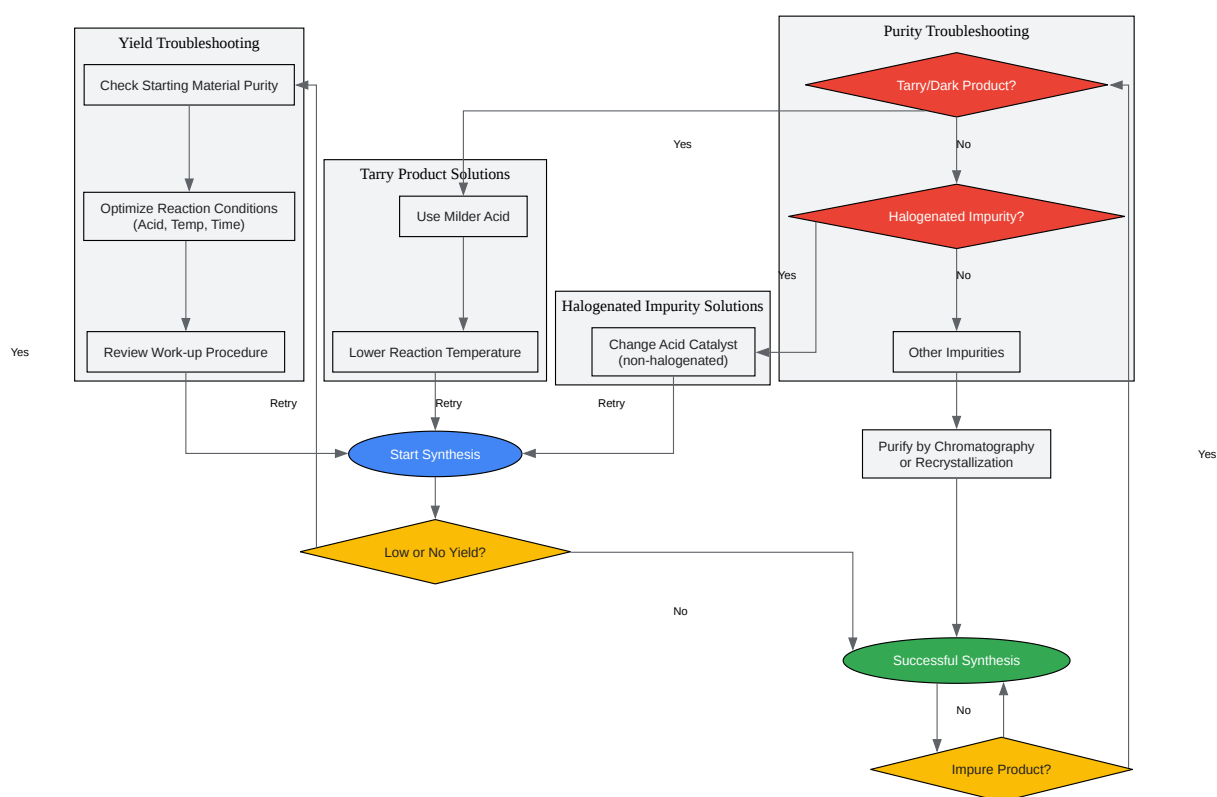 Yield Troubleshooting
Check Starting Material Purity
Optimize Reaction Conditions
(Acid, Temp, Time)
Review Work-up Procedure
Yes
Retry
Tarry Product Solutions
Use Milder Acid
Lower Reaction Temperature
Retry
Halogenated Impurity Solutions
Change Acid Catalyst
(non-halogenated)
Retry
Purity Troubleshooting
Tarry/Dark Product?
Yes
No
Halogenated Impurity?
Yes
No
Other Impurities
Purify by Chromatography
or Recrystallization
Yes
Start Synthesis
Low or No Yield?
No
Successful Synthesis
No
Impure Product?